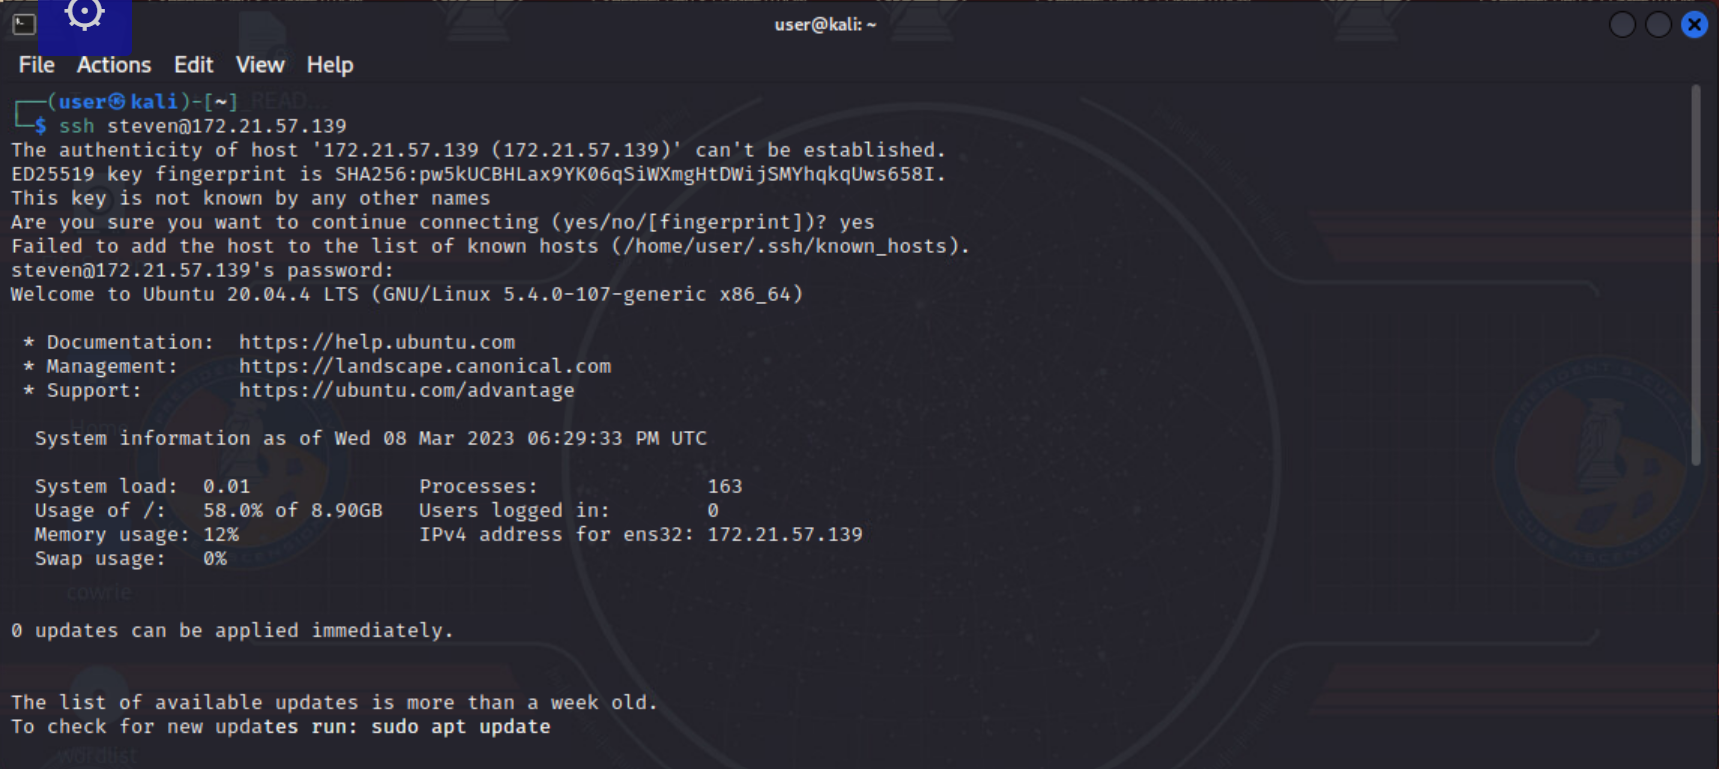 user@kali: ~
File Actions Edit View Help
┌──(user㉿kali)-[~]
└─$ ssh steven@172.21.57.139
The authenticity of host '172.21.57.139 (172.21.57.139)' can't be established.
ED25519 key fingerprint is SHA256:pw5kUCBHLax9YK06qSiWXmgHtDWijSMYhqkqUws658I.
This key is not known by any other names
Are you sure you want to continue connecting (yes/no/[fingerprint])? yes
Failed to add the host to the list of known hosts (/home/user/.ssh/known_hosts).
steven@172.21.57.139's password:
Welcome to Ubuntu 20.04.4 LTS (GNU/Linux 5.4.0-107-generic x86_64)
* Documentation: https://help.ubuntu.com
* Management: https://landscape.canonical.com
* Support: https://ubuntu.com/advantage
System information as of Wed 08 Mar 2023 06:29:33 PM UTC
System load: 0.01 Processes: 163
Usage of /: 58.0% of 8.90GB Users logged in: 0
Memory usage: 12% IPv4 address for ens32: 172.21.57.139
Swap usage: 0%
Home
cowrie
0 updates can be applied immediately.
The list of available updates is more than a week old.
To check for new updates run: sudo apt update
wordlist
PRESIDENT'S CUP
CUBE ASCENSION